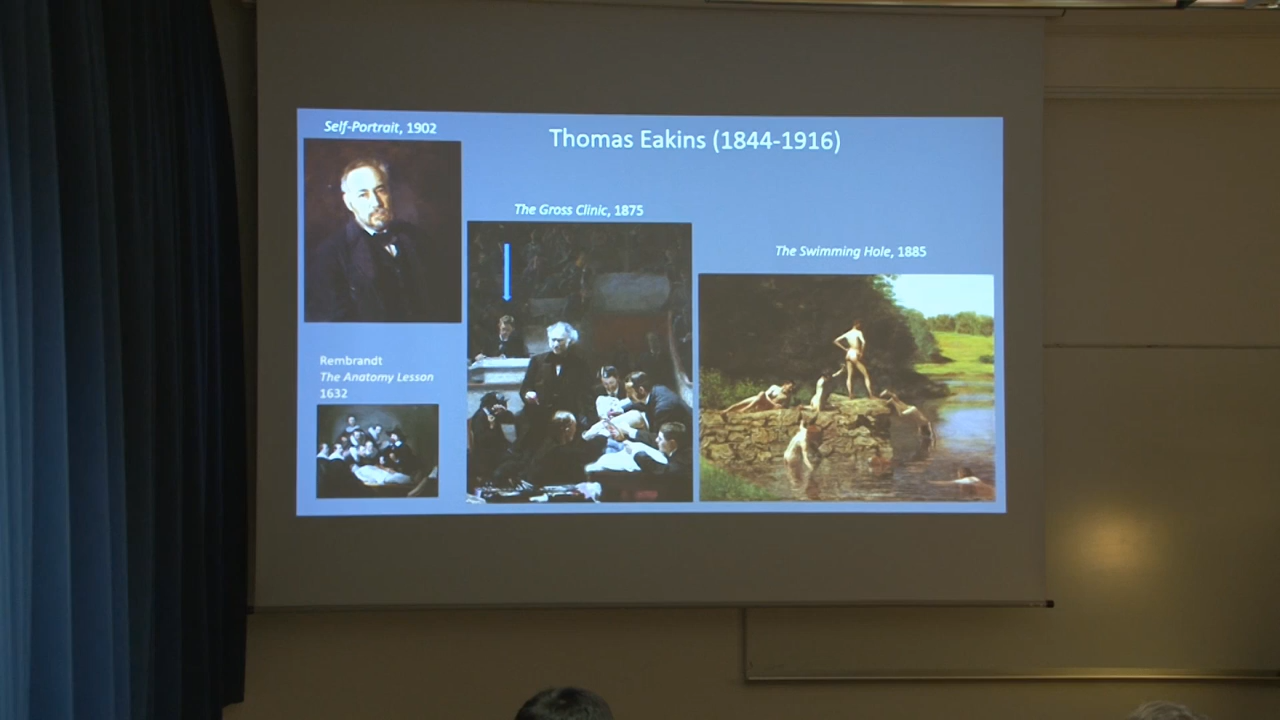 Self-Portrait, 1902
Thomas Eakins (1844-1916)
The Gross Clinic, 1875
The Swimming Hole, 1885
Rembrandt
The Anatomy Lesson
1632